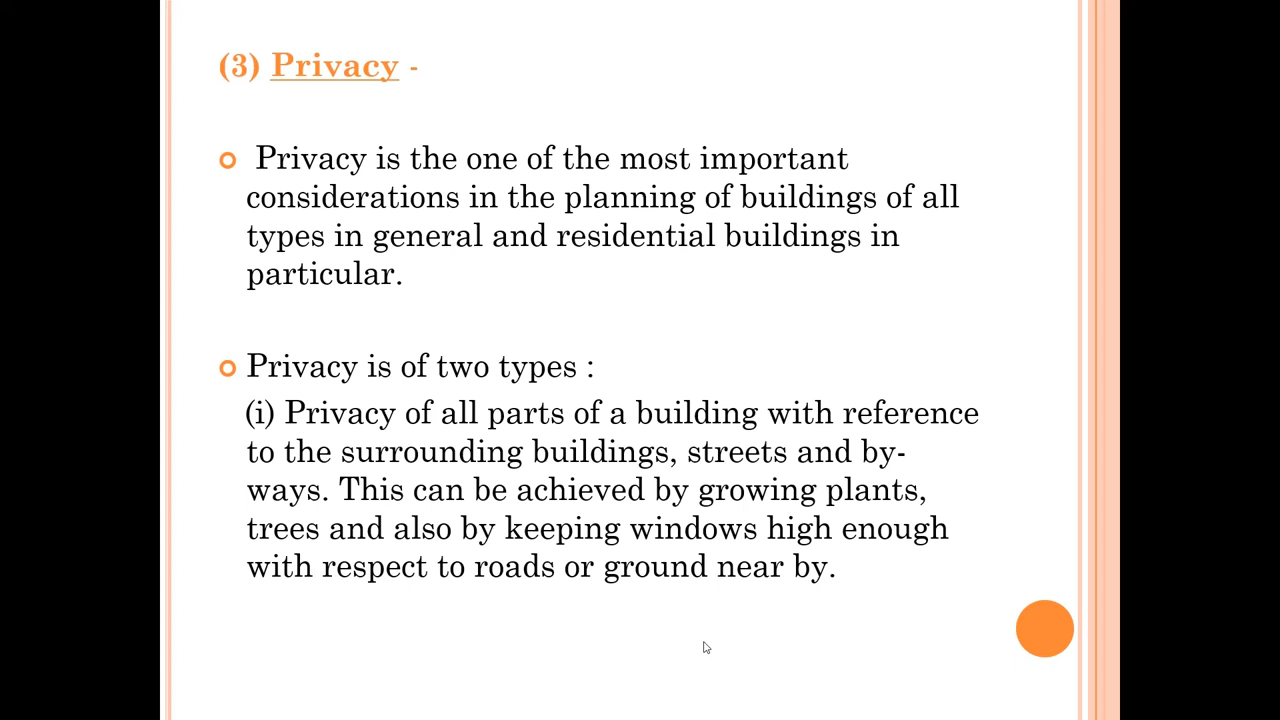 (3) Privacy -
Privacy is the one of the most important
considerations in the planning of buildings of all
types in general and residential buildings in
particular.
Privacy is of two types :
(i) Privacy of all parts of a building with reference
to the surrounding buildings, streets and by-
ways. This can be achieved by growing plants,
trees and also by keeping windows high enough
with respect to roads or ground near by.